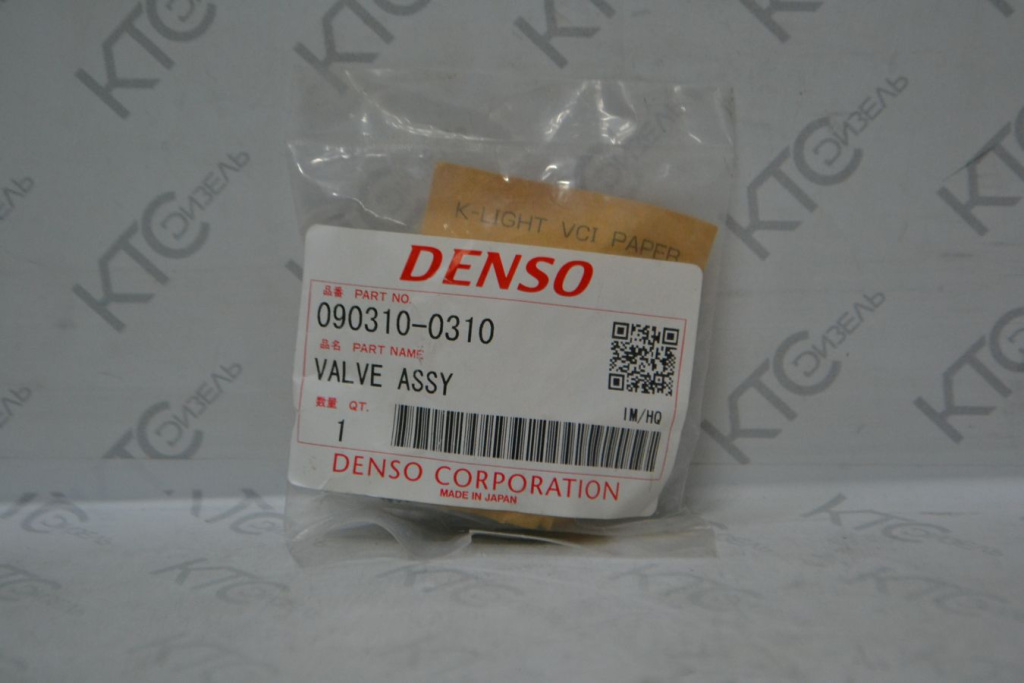 K-LIGHT VCI PAPER
DENSO
品番 PART NO.
090310-0310
品名 PART NAME
VALVE ASSY
IM/HQ
数量 QT.
1
DENSO CORPORATION
MADE IN JAPAN
КТС ДИЗЕЛЬ